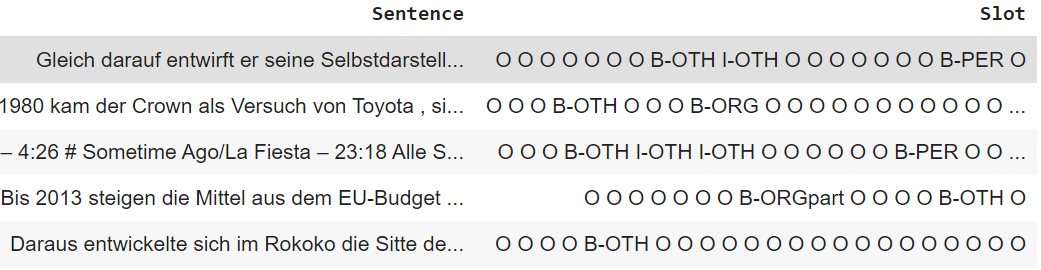 Sentence Slot
Gleich darauf entwirft er seine Selbstdarstell... O O O O O O O B-OTH I-OTH O O O O O O O B-PER O
1980 kam der Crown als Versuch von Toyota , si... O O O B-OTH O O O B-ORG O O O O O O O O O O O ...
– 4:26 # Sometime Ago/La Fiesta – 23:18 Alle S... O O O B-OTH I-OTH I-OTH O O O O O O B-PER O O ...
Bis 2013 steigen die Mittel aus dem EU-Budget ... O O O O O O O B-ORGpart O O O O B-OTH O
Daraus entwickelte sich im Rokoko die Sitte de... O O O O B-OTH O O O O O O O O O O O O O O O O O